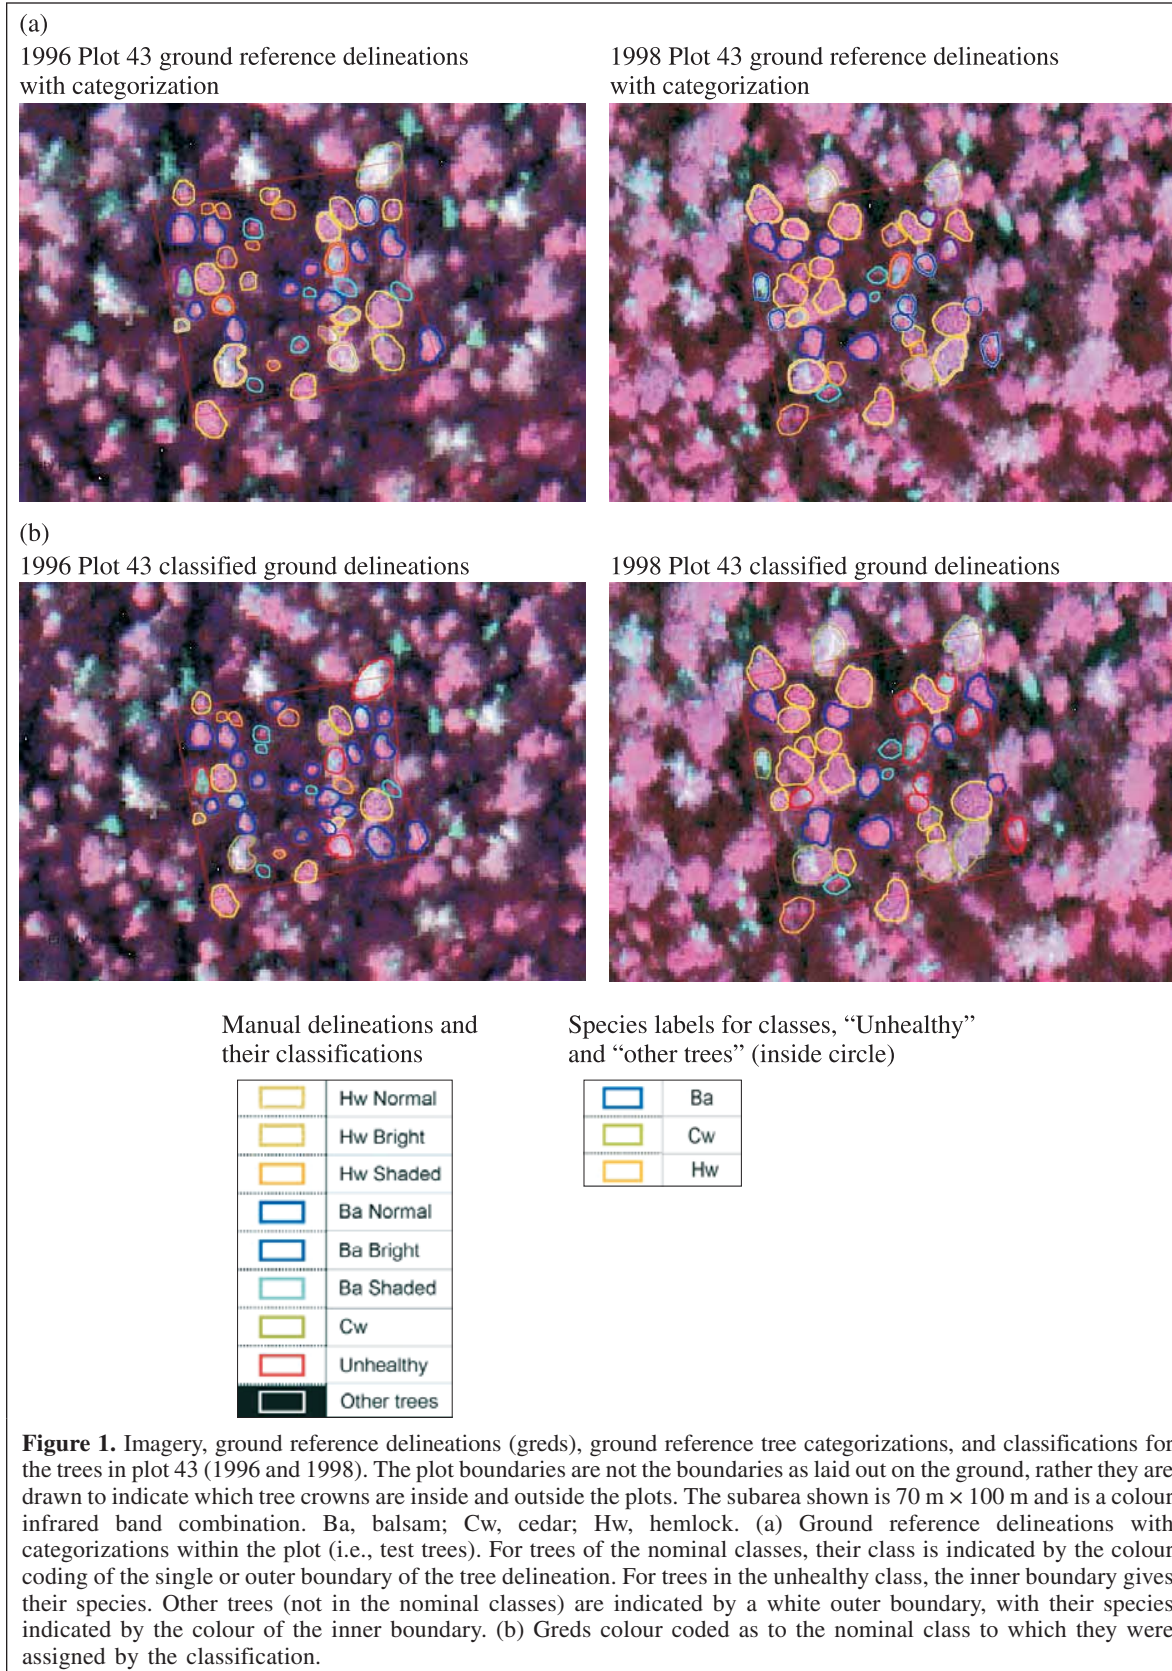 (a)
1996 Plot 43 ground reference delineations
with categorization
1998 Plot 43 ground reference delineations
with categorization
(b)
1996 Plot 43 classified ground delineations
1998 Plot 43 classified ground delineations
Manual delineations and
their classifications
Hw Normal
Hw Bright
Hw Shaded
Ba Normal
Ba Bright
Ba Shaded
Cw
Unhealthy
Other trees
Species labels for classes, “Unhealthy”
and “other trees” (inside circle)
Ba
Cw
Hw
Figure 1. Imagery, ground reference delineations (greds), ground reference tree categorizations, and classifications for
the trees in plot 43 (1996 and 1998). The plot boundaries are not the boundaries as laid out on the ground, rather they are
drawn to indicate which tree crowns are inside and outside the plots. The subarea shown is 70 m × 100 m and is a colour
infrared band combination. Ba, balsam; Cw, cedar; Hw, hemlock. (a) Ground reference delineations with
categorizations within the plot (i.e., test trees). For trees of the nominal classes, their class is indicated by the colour
coding of the single or outer boundary of the tree delineation. For trees in the unhealthy class, the inner boundary gives
their species. Other trees (not in the nominal classes) are indicated by a white outer boundary, with their species
indicated by the colour of the inner boundary. (b) Greds colour coded as to the nominal class to which they were
assigned by the classification.